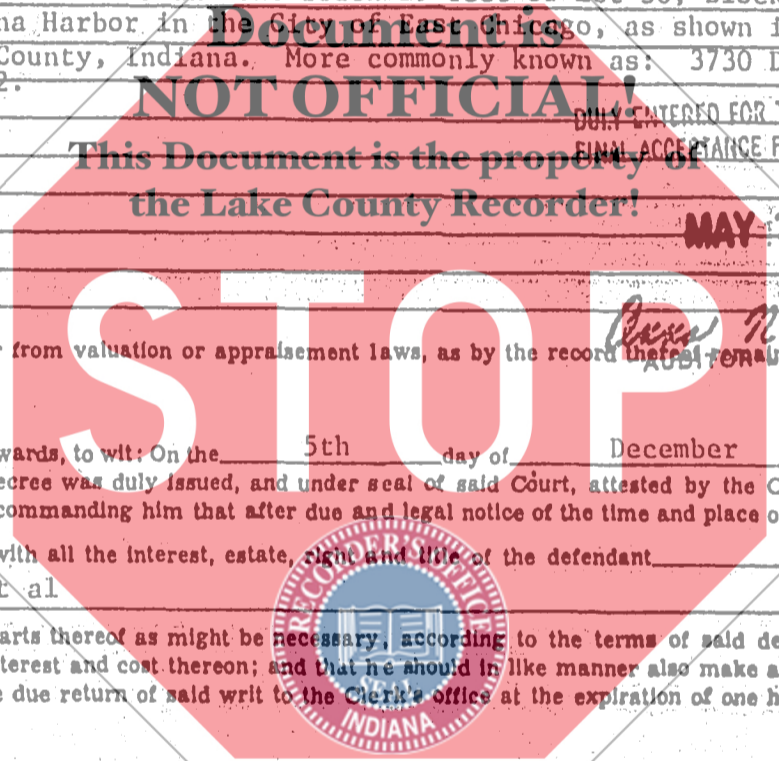 na Harbor in the City of East Chicago, as shown i
County, Indiana. More commonly known as: 3730 D
2.
Document is
NOT OFFICIAL!
This Document is the property of
the Lake County Recorder!
DULY ENTERED FOR
FINAL ACCEPTANCE F
MAY
STOP
from valuation or appraisement laws, as by the record thereof remai
AUDITOR
wards, to wit: On the 5th day of December
ecree was duly issued, and under seal of said Court, attested by the C
commanding him that after due and legal notice of the time and place o
with all the interest, estate, right and title of the defendant
t al
arts thereof as might be necessary, according to the terms of said de
terest and cost thereon; and that he should in like manner also make a
e due return of said writ to the Clerk's office at the expiration of one h
RECORDER'S OFFICE
SEAL
INDIANA